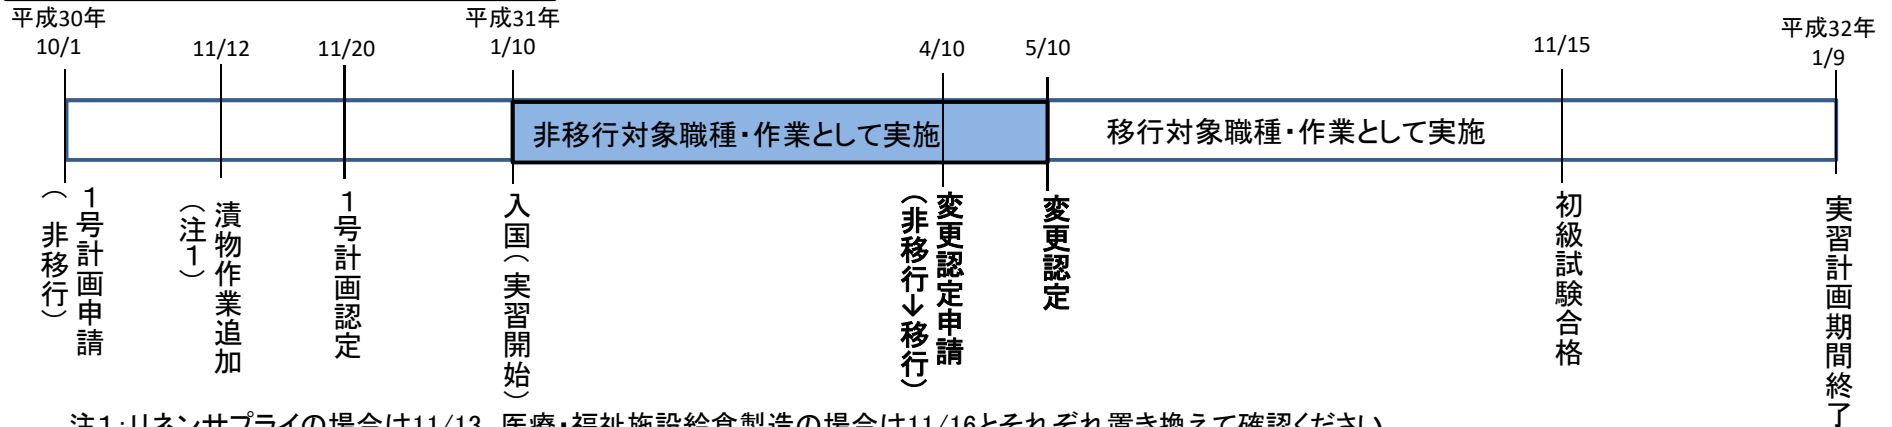 平成30年
10/1
11/12
11/20
平成31年
1/10
4/10
5/10
11/15
平成32年
1/9
非移行対象職種・作業として実施
移行対象職種・作業として実施
1号計画申請
(非移行)
漬物作業追加
(注1)
1号計画認定
入国(実習開始)
変更認定申請
(非移行→移行)
変更認定
初級試験合格
実習計画期間終了
注1:リネンサプライの場合は11/13、医療・福祉施設給食製造の場合は11/16とそれぞれ置き換えて確認ください